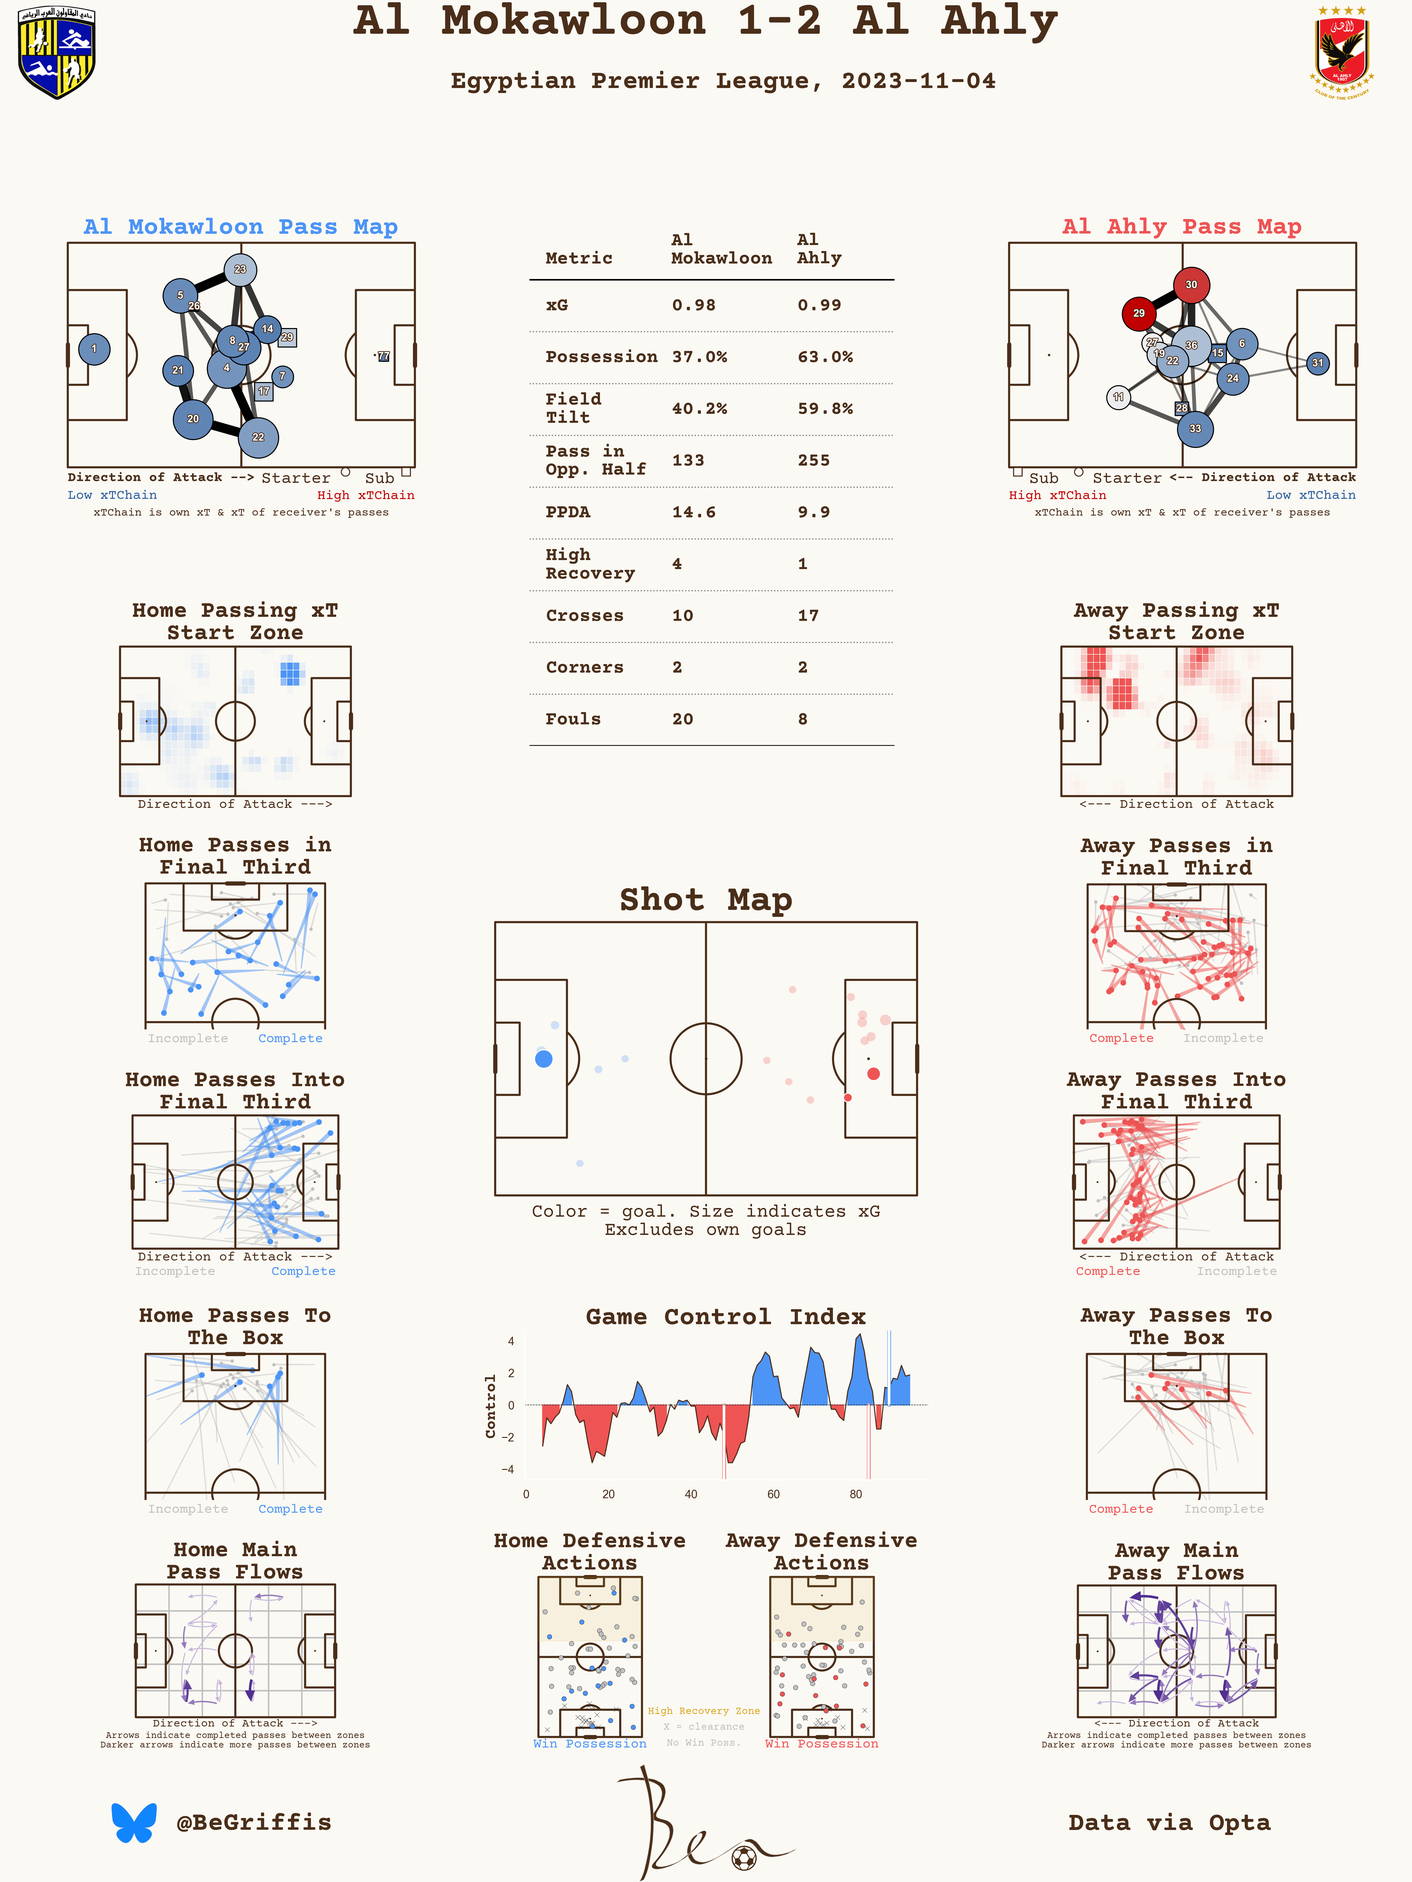 Al Mokawloon 1-2 Al Ahly
Egyptian Premier League, 2023-11-04
نادي المقاولون العرب الرياضي
الأهلي
AL AHLY
1907
CLUB OF THE CENTURY
Al Mokawloon Pass Map
23
5
26
14
8
29
27
1
77
21
4
7
17
20
22
Direction of Attack --> Starter Sub
Low xTChain High xTChain
xTChain is own xT & xT of receiver's passes
Metric Al Mokawloon Al Ahly
xG 0.98 0.99
Possession 37.0% 63.0%
Field Tilt 40.2% 59.8%
Pass in Opp. Half 133 255
PPDA 14.6 9.9
High Recovery 4 1
Crosses 10 17
Corners 2 2
Fouls 20 8
Al Ahly Pass Map
30
29
27
36
6
19
15
22
31
24
11
28
33
Sub Starter <-- Direction of Attack
High xTChain Low xTChain
xTChain is own xT & xT of receiver's passes
Home Passing xT
Start Zone
Direction of Attack --->
Away Passing xT
Start Zone
<--- Direction of Attack
Home Passes in
Final Third
Incomplete Complete
Away Passes in
Final Third
Complete Incomplete
Shot Map
Color = goal. Size indicates xG
Excludes own goals
Home Passes Into
Final Third
Direction of Attack --->
Incomplete Complete
Away Passes Into
Final Third
<--- Direction of Attack
Complete Incomplete
Home Passes To
The Box
Incomplete Complete
Game Control Index
Control
4
2
0
−2
−4
0 20 40 60 80
Away Passes To
The Box
Complete Incomplete
Home Main
Pass Flows
Direction of Attack --->
Arrows indicate completed passes between zones
Darker arrows indicate more passes between zones
Home Defensive
Actions
Win Possession
High Recovery Zone
X = clearance
No Win Poss.
Away Defensive
Actions
Win Possession
Away Main
Pass Flows
<--- Direction of Attack
Arrows indicate completed passes between zones
Darker arrows indicate more passes between zones
@BeGriffis
Ben
Data via Opta